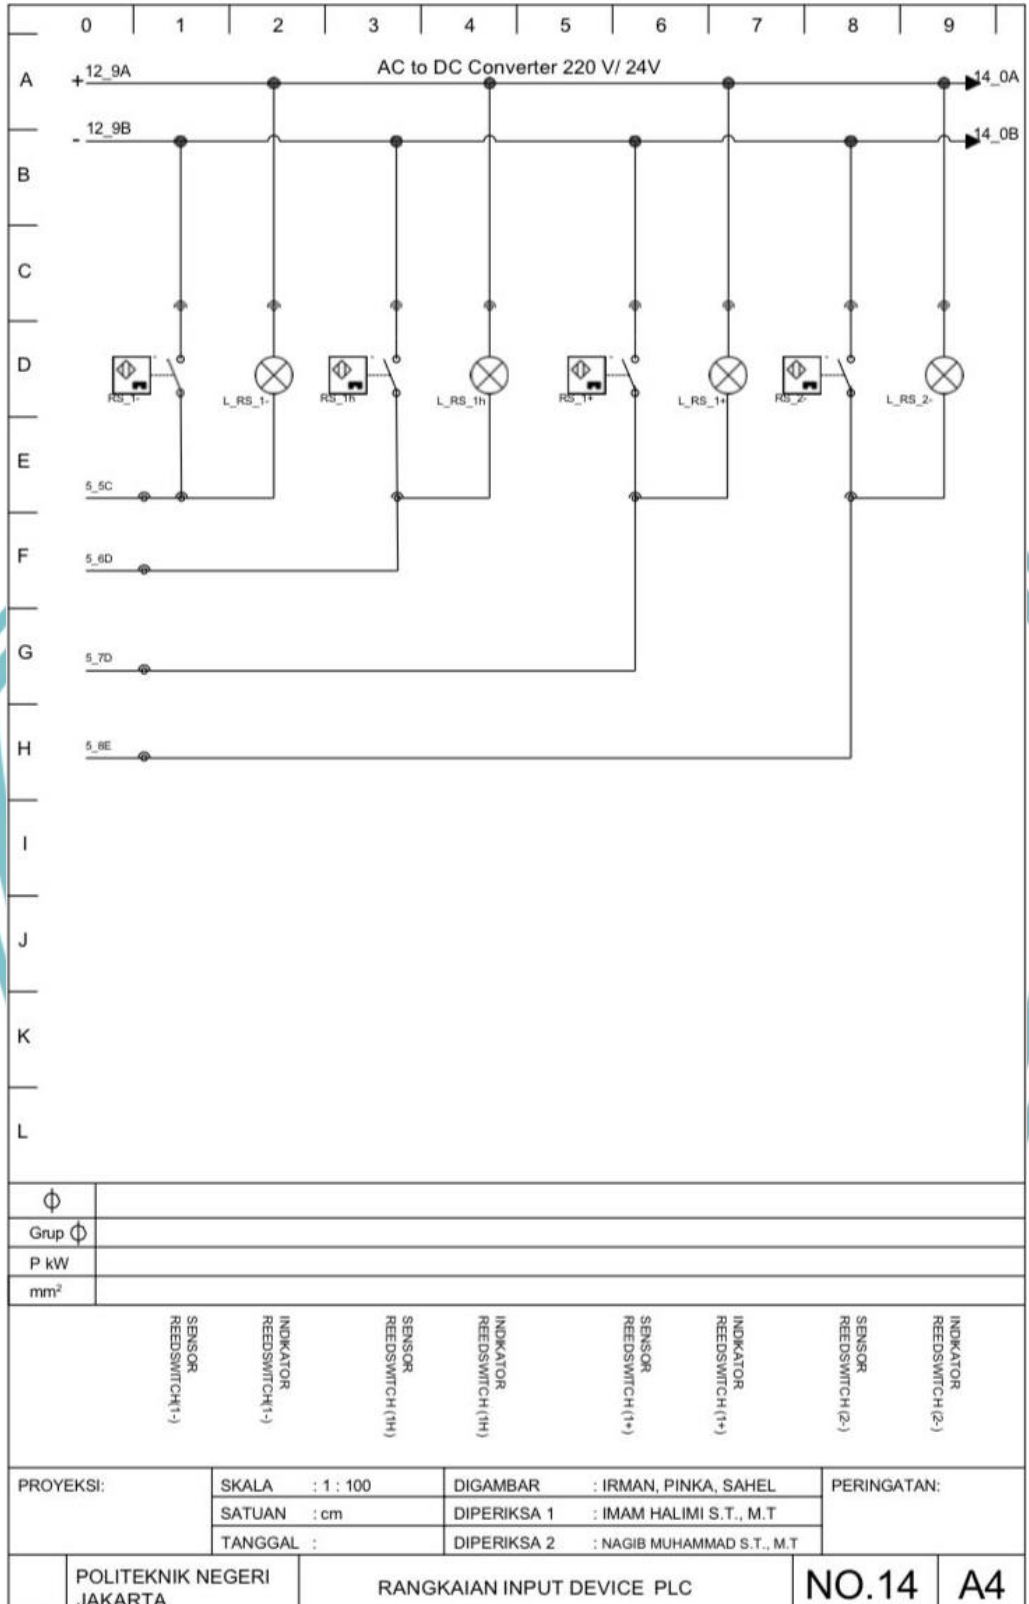 0 1 2 3 4 5 6 7 8 9
A
+ 12_9A AC to DC Converter 220 V/ 24V 14_0A
- 12_9B 14_0B
B
C
D
RS_1- L_RS_1- RS_1h L_RS_1h RS_1+ L_RS_1+ RS_2- L_RS_2-
E
5_5C
F
5_6D
G
5_7D
H
5_8E
I
J
K
L
Φ
Grup Φ
P kW
mm²
SENSOR
REEDSWITCH(1-)
INDIKATOR
REEDSWITCH(1-)
SENSOR
REEDSWITCH (1H)
INDIKATOR
REEDSWITCH (1H)
SENSOR
REEDSWITCH (1+)
INDIKATOR
REEDSWITCH (1+)
SENSOR
REEDSWITCH (2-)
INDIKATOR
REEDSWITCH (2-)
PROYEKSI: SKALA : 1 : 100 DIGAMBAR : IRMAN, PINKA, SAHEL PERINGATAN:
SATUAN : cm DIPERIKSA 1 : IMAM HALIMI S.T., M.T
TANGGAL : DIPERIKSA 2 : NAGIB MUHAMMAD S.T., M.T
POLITEKNIK NEGERI
JAKARTA
RANGKAIAN INPUT DEVICE PLC NO.14 A4